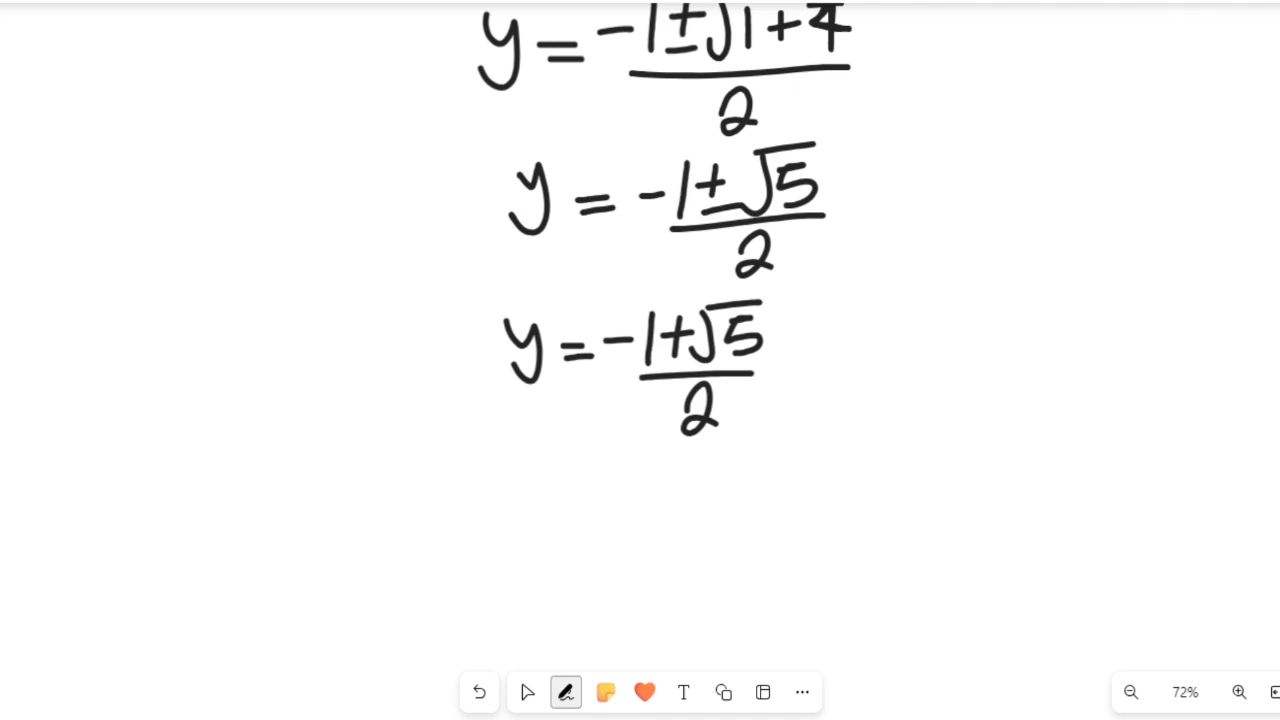 y = -1±√1+4/2
y = -1±√5/2
y = -1+√5/2
T
72%